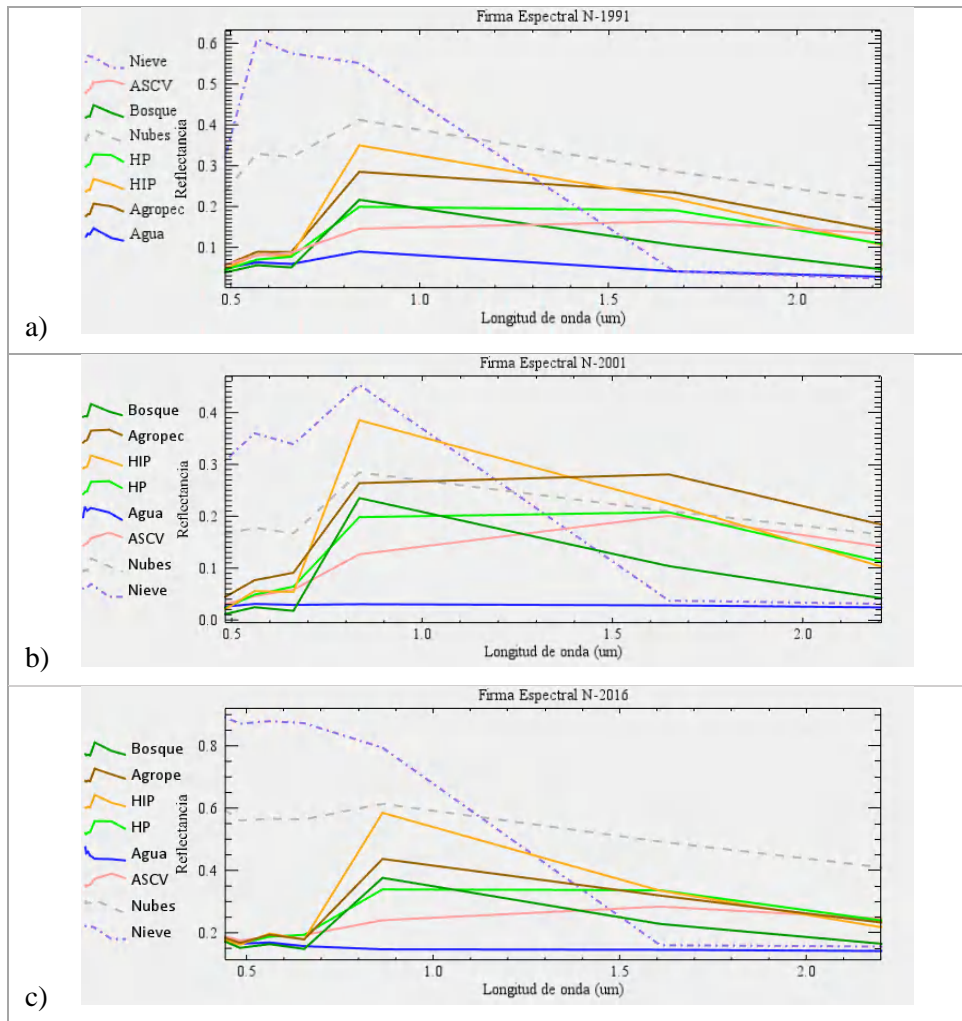 Firma Espectral N-1991
Nieve
ASCV
Bosque
Nubes
HP
HIP
Agropec
Agua
Reflectancia
0.6
0.5
0.4
0.3
0.2
0.1
0.5
1.0
1.5
2.0
Longitud de onda (um)
a)
Firma Espectral N-2001
Bosque
Agropec
HIP
HP
Agua
ASCV
Nubes
Nieve
Reflectancia
0.4
0.3
0.2
0.1
0.0
0.5
1.0
1.5
2.0
Longitud de onda (um)
b)
Firma Espectral N-2016
Bosque
Agrope
HIP
HP
Agua
ASCV
Nubes
Nieve
Reflectancia
0.8
0.6
0.4
0.2
0.5
1.0
1.5
2.0
Longitud de onda (um)
c)